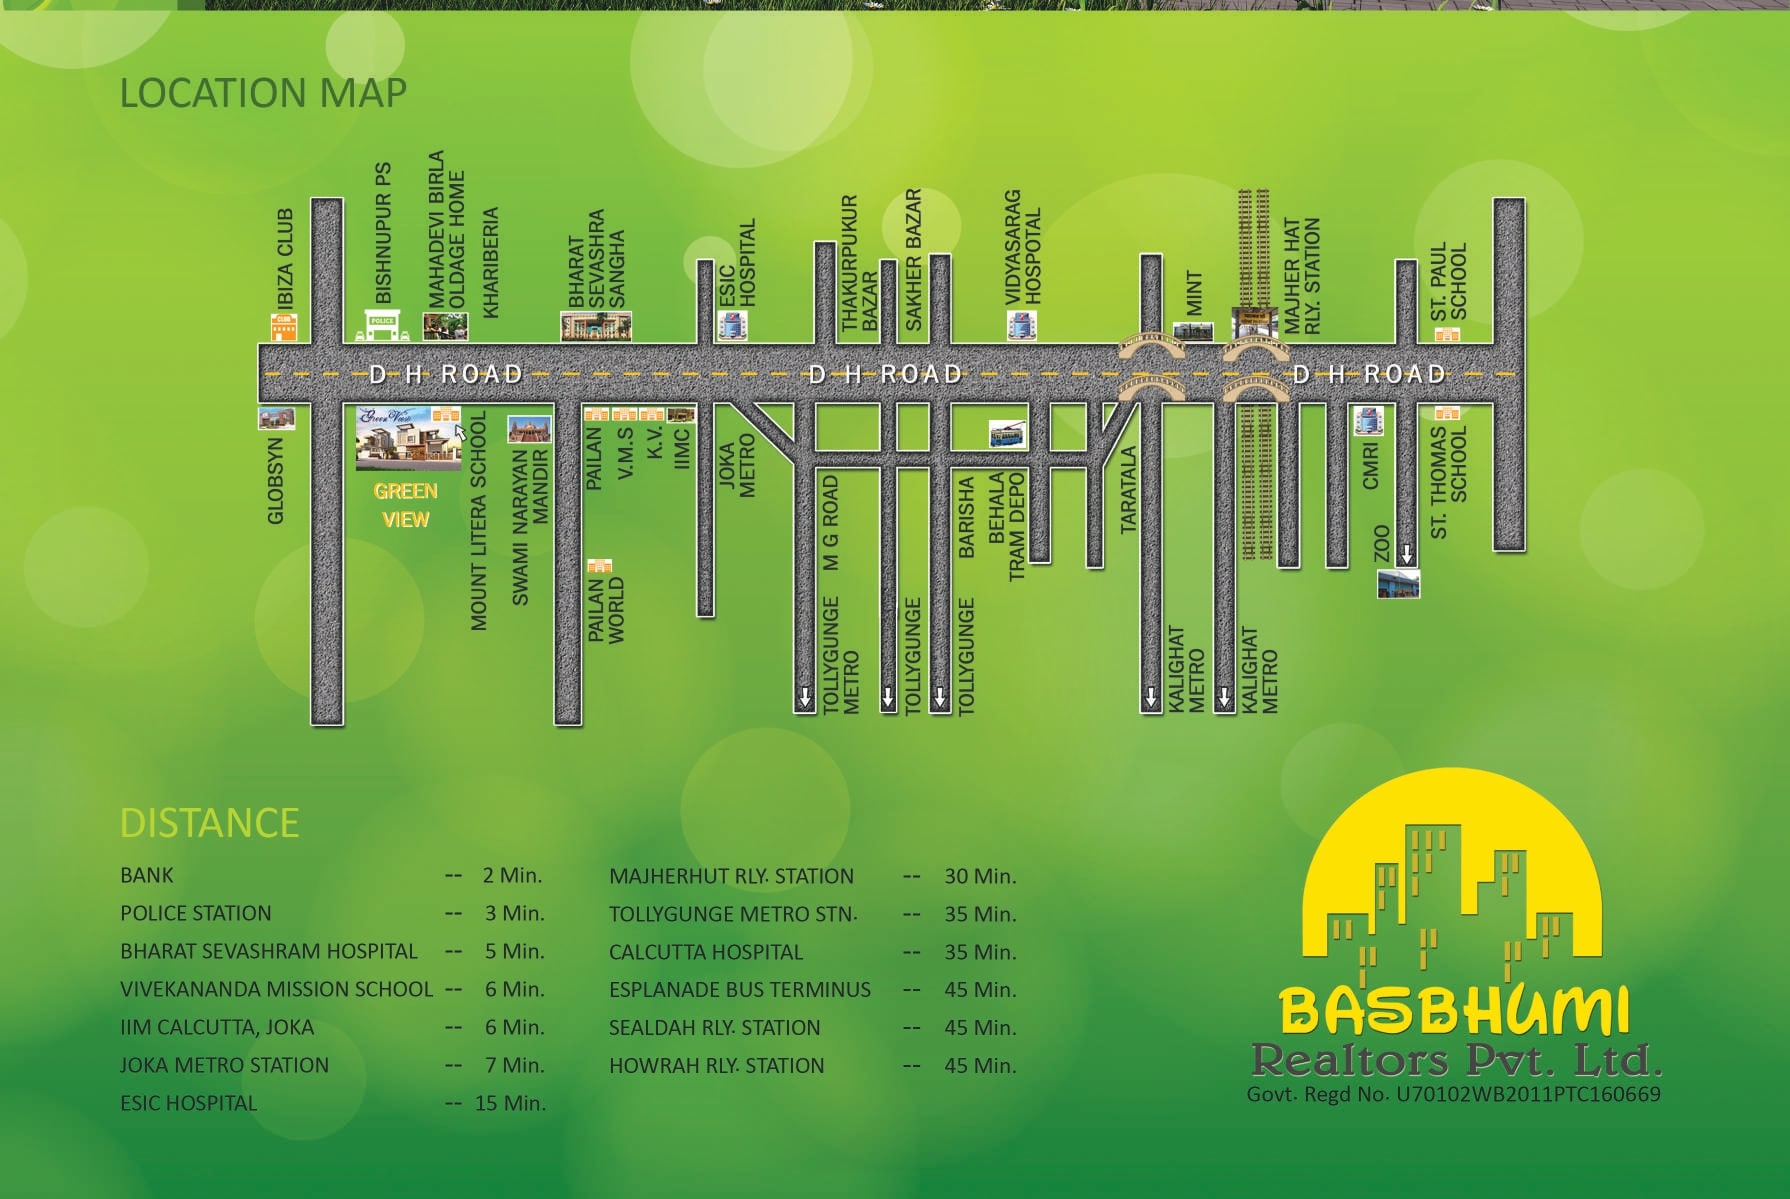 LOCATION MAP
IBIZA CLUB
BISHNUPUR PS
MAHADEVI BIRLA
OLDAGE HOME
KHARIBERIA
BHARAT
SEVASHRA
SANGHA
ESIC
HOSPITAL
THAKURPUKUR
BAZAR
SAKHER BAZAR
VIDYASARAG
HOSPOTAL
MINT
MAJHER HAT
RLY. STATION
ST. PAUL
SCHOOL
CLUB
POLICE
D H ROAD
D H ROAD
D H ROAD
GLOBSYN
Green View
GREEN
VIEW
MOUNT LITERA SCHOOL
SWAMI NARAYAN
MANDIR
PAILAN
V.M.S
K.V.
IIMC
PAILAN
WORLD
JOKA
METRO
M G ROAD
TOLLYGUNGE
METRO
TOLLYGUNGE
BARISHA
TOLLYGUNGE
BEHALA
TRAM DEPO
TARATALA
KALIGHAT
METRO
KALIGHAT
METRO
CMRI
ZOO
ST. THOMAS
SCHOOL
DISTANCE
BANK -- 2 Min.
POLICE STATION -- 3 Min.
BHARAT SEVASHRAM HOSPITAL -- 5 Min.
VIVEKANANDA MISSION SCHOOL -- 6 Min.
IIM CALCUTTA, JOKA -- 6 Min.
JOKA METRO STATION -- 7 Min.
ESIC HOSPITAL -- 15 Min.
MAJHERHUT RLY. STATION -- 30 Min.
TOLLYGUNGE METRO STN. -- 35 Min.
CALCUTTA HOSPITAL -- 35 Min.
ESPLANADE BUS TERMINUS -- 45 Min.
SEALDAH RLY. STATION -- 45 Min.
HOWRAH RLY. STATION -- 45 Min.
BASBHUMI
Realtors Pvt. Ltd.
Govt. Regd No. U70102WB2011PTC160669